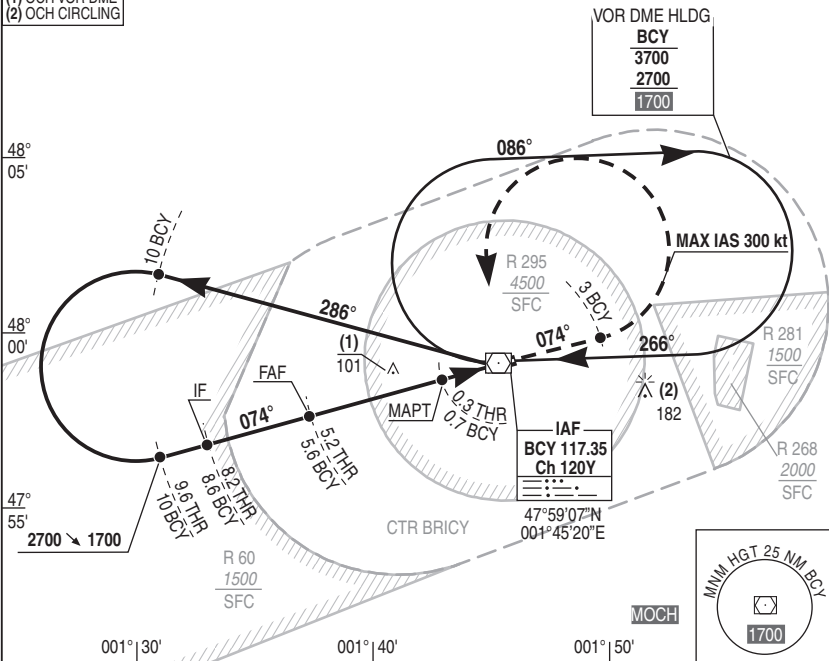 (2) OCH CIRCLING
VOR DME HLDG
BCY
3700
2700
1700
48°
05'
086°
10 BCY
MAX IAS 300 kt
R 295
4500
SFC
3 BCY
286°
074°
266°
48°
00'
(1)
101
R 281
1500
SFC
FAF
IF
074°
MAPT
0.3 THR
0.7 BCY
(2)
182
5.2 THR
5.6 BCY
8.2 THR
8.6 BCY
9.6 THR
10 BCY
IAF
BCY 117.35
Ch 120Y
47°59'07"N
001°45'20"E
R 268
2000
SFC
47°
55'
2700 ↘ 1700
CTR BRICY
R 60
1500
SFC
MNM HGT 25 NM BCY
1700
MOCH
001° 30'
001° 40'
001° 50'